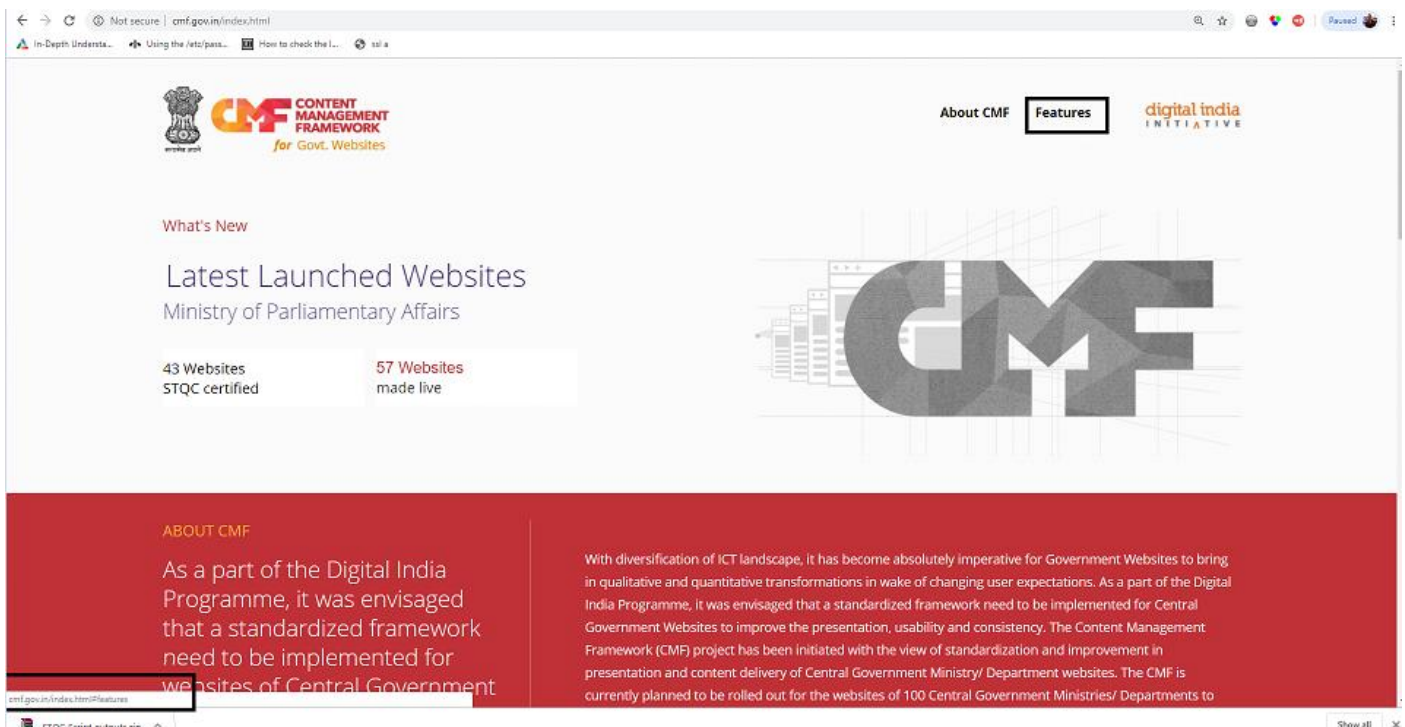 Not secure | cmf.gov.in/index.html
Paused
In-Depth Understa...
Using the /etc/pass...
How to check the l...
ssl a
सत्यमेव जयते
CMF CONTENT
MANAGEMENT
FRAMEWORK
for Govt. Websites
About CMF
Features
digital india
INITIATIVE
What's New
Latest Launched Websites
Ministry of Parliamentary Affairs
43 Websites
STQC certified
57 Websites
made live
CMF
ABOUT CMF
As a part of the Digital India
Programme, it was envisaged
that a standardized framework
need to be implemented for
websites of Central Government
With diversification of ICT landscape, it has become absolutely imperative for Government Websites to bring
in qualitative and quantitative transformations in wake of changing user expectations. As a part of the Digital
India Programme, it was envisaged that a standardized framework need to be implemented for Central
Government Websites to improve the presentation, usability and consistency. The Content Management
Framework (CMF) project has been initiated with the view of standardization and improvement in
presentation and content delivery of Central Government Ministry/ Department websites. The CMF is
currently planned to be rolled out for the websites of 100 Central Government Ministries/ Departments to
cmf.gov.in/index.html#features
STQC Script outputs.zip
Show all